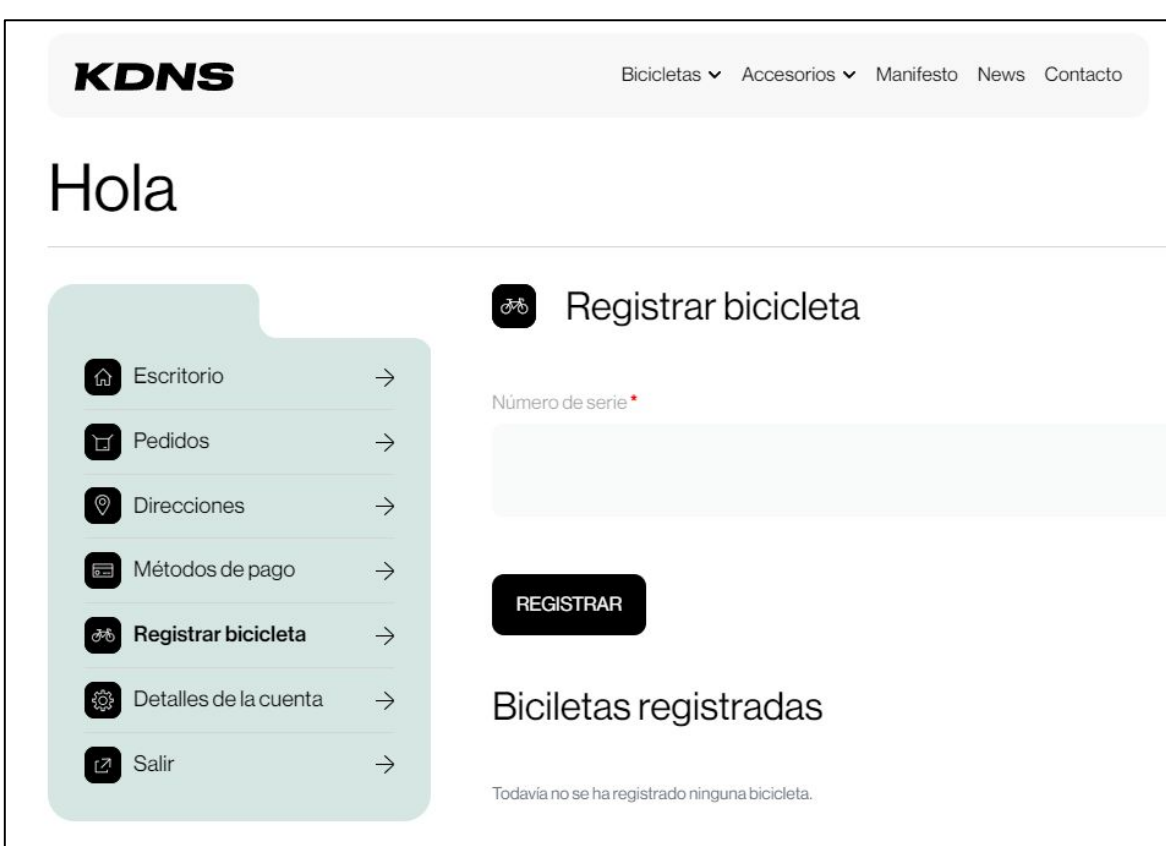 KDNS
Bicicletas Accesorios Manifesto News Contacto
Hola
Escritorio
Pedidos
Direcciones
Métodos de pago
Registrar bicicleta
Detalles de la cuenta
Salir
Registrar bicicleta
Número de serie *
REGISTRAR
Biciletas registradas
Todavía no se ha registrado ninguna bicicleta.